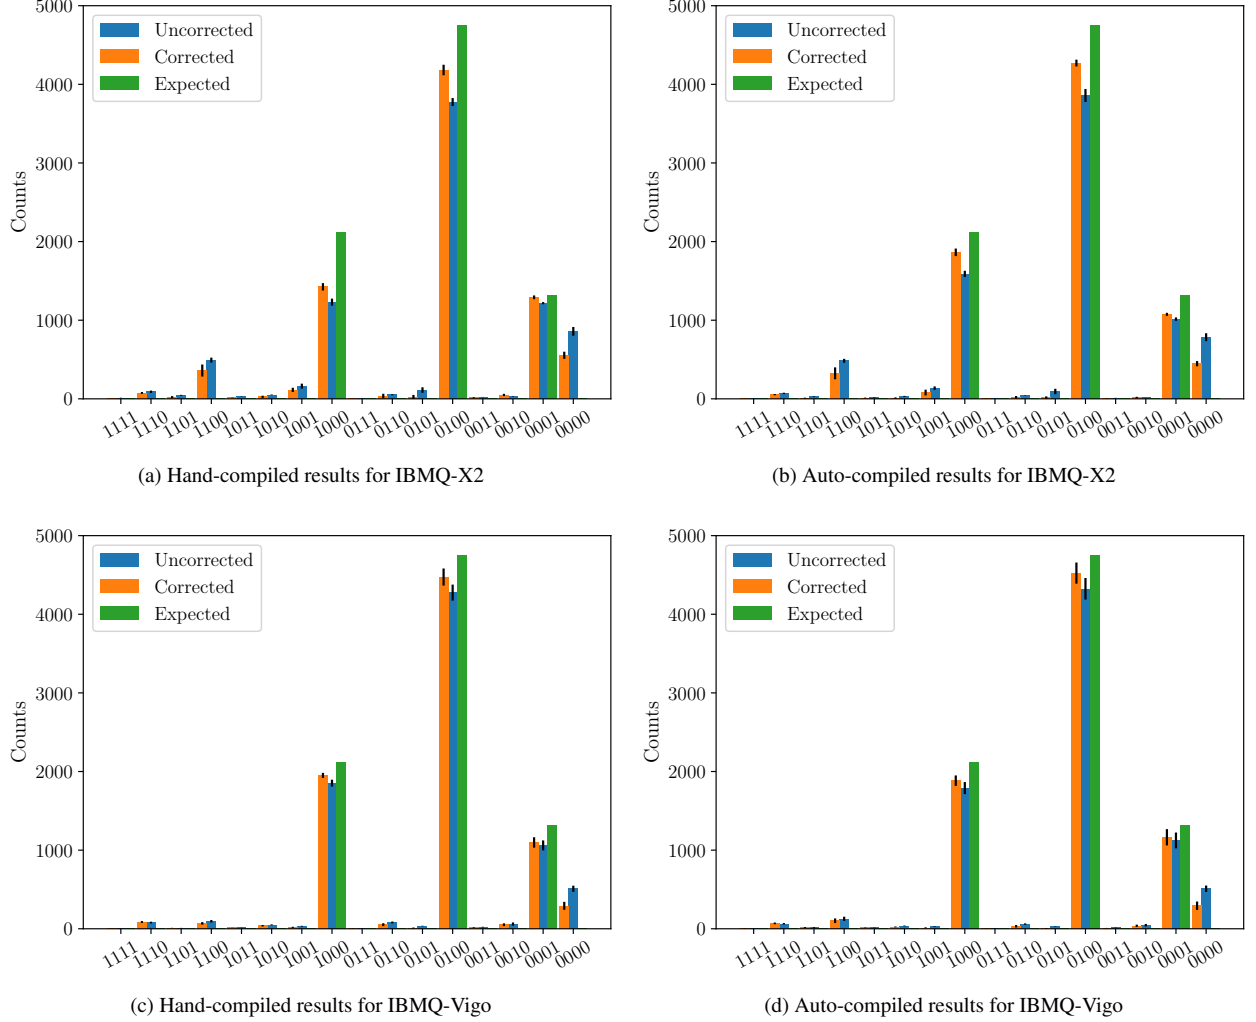 5000
4000
3000
2000
1000
0
Counts
Uncorrected
Corrected
Expected
1111 1110 1101 1100 1011 1010 1001 1000 0111 0110 0101 0100 0011 0010 0001 0000
(a) Hand-compiled results for IBMQ-X2
5000
4000
3000
2000
1000
0
Counts
Uncorrected
Corrected
Expected
1111 1110 1101 1100 1011 1010 1001 1000 0111 0110 0101 0100 0011 0010 0001 0000
(b) Auto-compiled results for IBMQ-X2
5000
4000
3000
2000
1000
0
Counts
Uncorrected
Corrected
Expected
1111 1110 1101 1100 1011 1010 1001 1000 0111 0110 0101 0100 0011 0010 0001 0000
(c) Hand-compiled results for IBMQ-Vigo
5000
4000
3000
2000
1000
0
Counts
Uncorrected
Corrected
Expected
1111 1110 1101 1100 1011 1010 1001 1000 0111 0110 0101 0100 0011 0010 0001 0000
(d) Auto-compiled results for IBMQ-Vigo